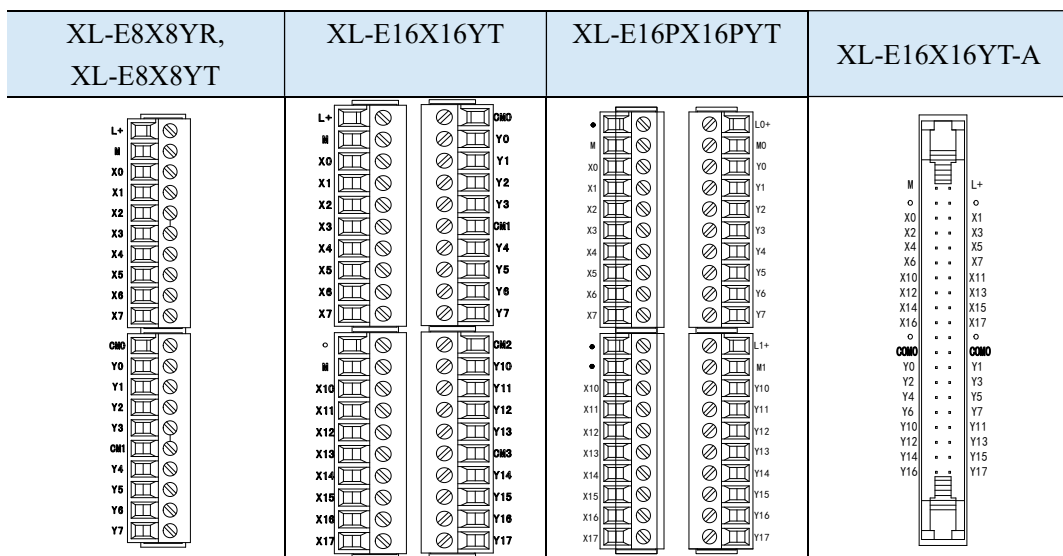 XL-E8X8YR,
XL-E8X8YT
XL-E16X16YT
XL-E16PX16PYT
XL-E16X16YT-A
L+
M
X0
X1
X2
X3
X4
X5
X6
X7
CM0
Y0
Y1
Y2
Y3
CM1
Y4
Y5
Y6
Y7
L+ CM0
M Y0
X0 Y1
X1 Y2
X2 Y3
X3 CM1
X4 Y4
X5 Y5
X6 Y6
X7 Y7
CM2
M Y10
X10 Y11
X11 Y12
X12 Y13
X13 CM3
X14 Y14
X15 Y15
X16 Y16
X17 Y17
L0+
M M0
X0 Y0
X1 Y1
X2 Y2
X3 Y3
X4 Y4
X5 Y5
X6 Y6
X7 Y7
L1+
M1
X10 Y10
X11 Y11
X12 Y12
X13 Y13
X14 Y14
X15 Y15
X16 Y16
X17 Y17
M L+
X0 X1
X2 X3
X4 X5
X6 X7
X10 X11
X12 X13
X14 X15
X16 X17
COM0 COM0
Y0 Y1
Y2 Y3
Y4 Y5
Y6 Y7
Y10 Y11
Y12 Y13
Y14 Y15
Y16 Y17